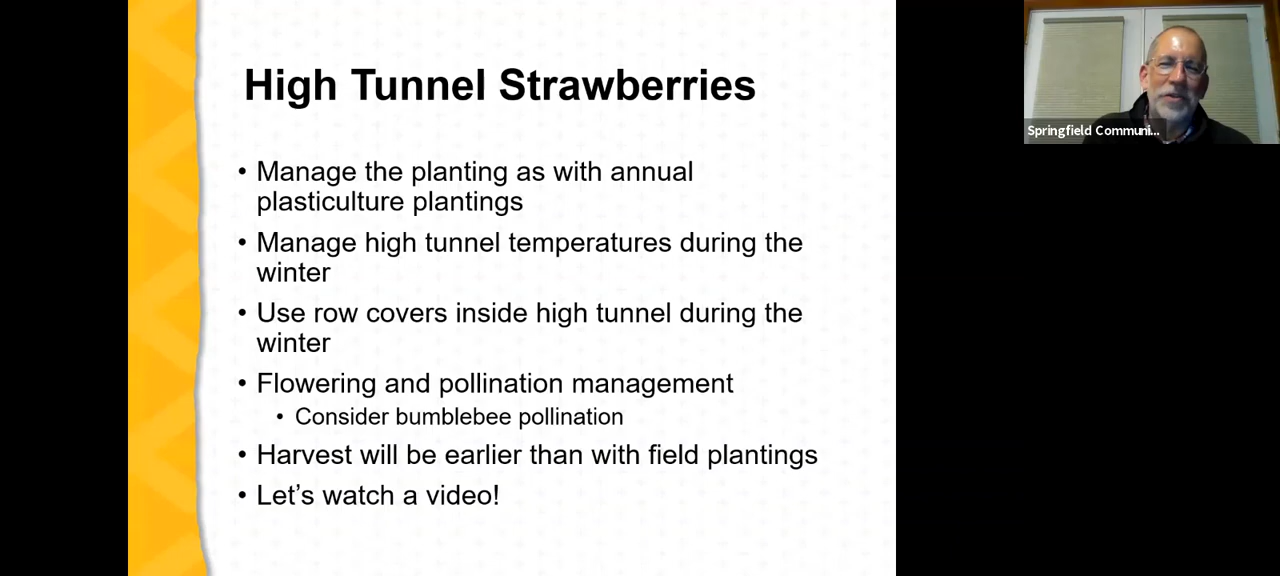 High Tunnel Strawberries
• Manage the planting as with annual
plasticulture plantings
• Manage high tunnel temperatures during the
winter
• Use row covers inside high tunnel during the
winter
• Flowering and pollination management
• Consider bumblebee pollination
• Harvest will be earlier than with field plantings
• Let’s watch a video!
Springfield Communi...